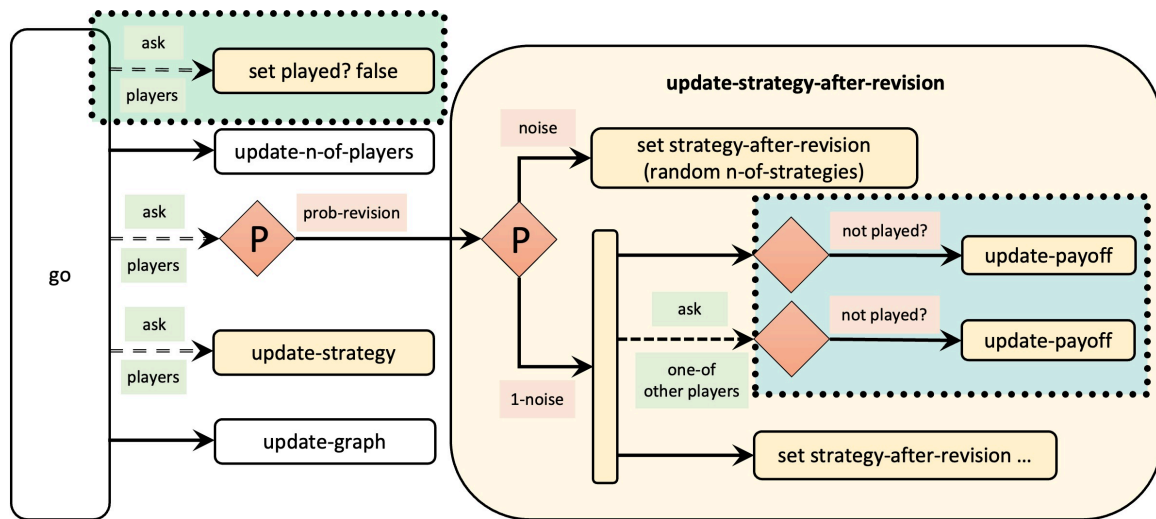 go
ask
players
set played? false
update-n-of-players
ask
players
P
prob-revision
ask
players
update-strategy
update-graph
update-strategy-after-revision
P
noise
set strategy-after-revision
(random n-of-strategies)
1-noise
not played?
update-payoff
ask
one-of
other players
not played?
update-payoff
set strategy-after-revision ...